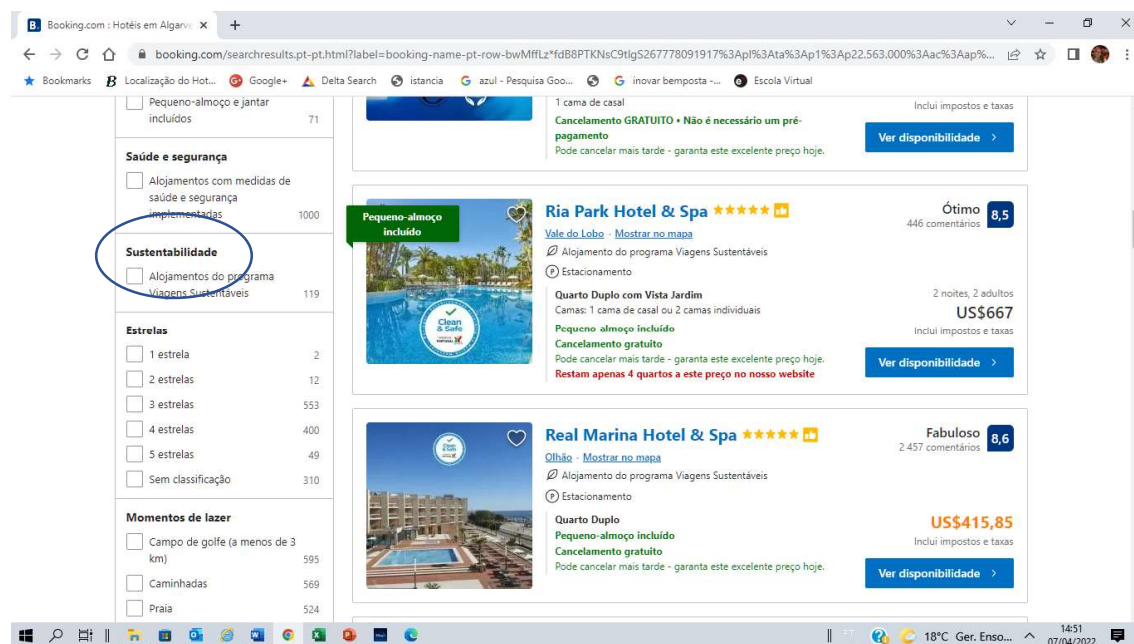 Booking.com : Hotéis em Algarve
booking.com/searchresults.pt-pt.html?label=booking-name-pt-row-bwMffLz*fdB8PTKNsC9tIgS267778091917%3Apl%3Ata%3Ap1%3Ap22.563.000%3Aac%3Aap%...
Bookmarks
Localização do Hot...
Google+
Delta Search
istancia
azul - Pesquisa Goo...
inovar bemposta -...
Escola Virtual
Pequeno-almoço e jantar
incluídos 71
Saúde e segurança
Alojamentos com medidas de
saúde e segurança
implementadas 1000
Sustentabilidade
Alojamentos do programa
Viagens Sustentáveis 119
Estrelas
1 estrela 2
2 estrelas 12
3 estrelas 553
4 estrelas 400
5 estrelas 49
Sem classificação 310
Momentos de lazer
Campo de golfe (a menos de 3
km) 595
Caminhadas 569
Praia 524
1 cama de casal
Cancelamento GRATUITO • Não é necessário um pré-
pagamento
Pode cancelar mais tarde - garanta este excelente preço hoje.
Inclui impostos e taxas
Ver disponibilidade
Pequeno-almoço
incluído
Clean
& Safe
Ria Park Hotel & Spa
Vale do Lobo · Mostrar no mapa
Alojamento do programa Viagens Sustentáveis
P Estacionamento
Quarto Duplo com Vista Jardim
Camas: 1 cama de casal ou 2 camas individuais
Pequeno-almoço incluído
Cancelamento gratuito
Pode cancelar mais tarde - garanta este excelente preço hoje.
Restam apenas 4 quartos a este preço no nosso website
Ótimo 8,5
446 comentários
2 noites, 2 adultos
US$667
Inclui impostos e taxas
Ver disponibilidade
Clean
& Safe
Real Marina Hotel & Spa
Olhão · Mostrar no mapa
Alojamento do programa Viagens Sustentáveis
P Estacionamento
Quarto Duplo
Pequeno-almoço incluído
Cancelamento gratuito
Pode cancelar mais tarde - garanta este excelente preço hoje.
Fabuloso 8,6
2 457 comentários
US$415,85
Inclui impostos e taxas
Ver disponibilidade
18°C Ger. Enso...
14:51
07/04/2022